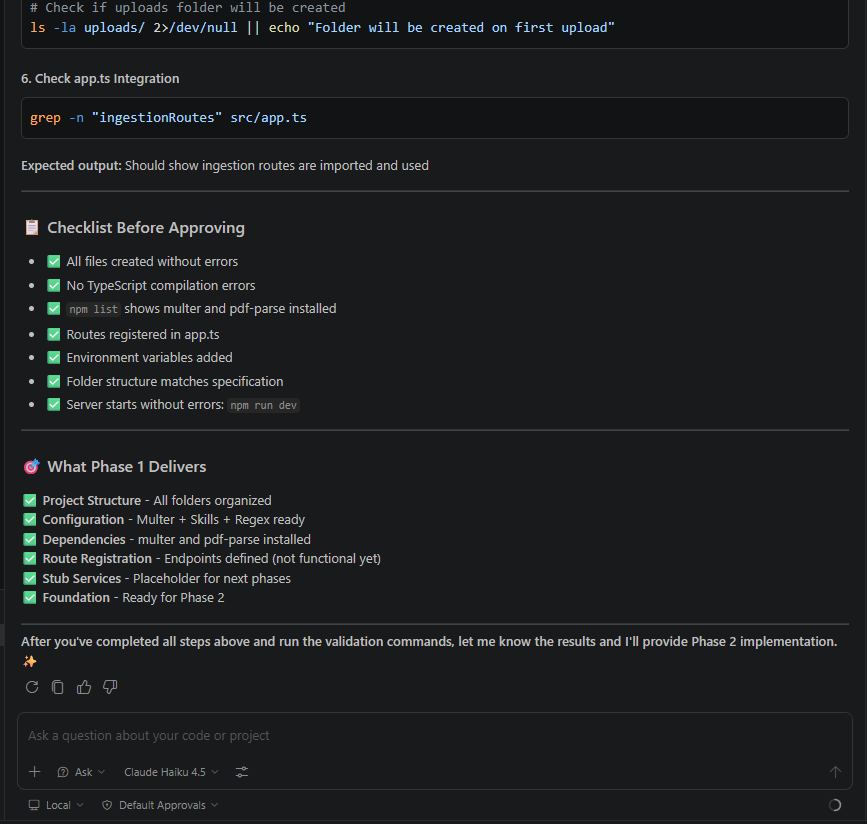 # Check if uploads folder will be created
ls -la uploads/ 2>/dev/null || echo "Folder will be created on first upload"
6. Check app.ts Integration
grep -n "ingestionRoutes" src/app.ts
Expected output: Should show ingestion routes are imported and used
📋 Checklist Before Approving
• ✅ All files created without errors
• ✅ No TypeScript compilation errors
• ✅ npm list shows multer and pdf-parse installed
• ✅ Routes registered in app.ts
• ✅ Environment variables added
• ✅ Folder structure matches specification
• ✅ Server starts without errors: npm run dev
🎯 What Phase 1 Delivers
✅ Project Structure - All folders organized
✅ Configuration - Multer + Skills + Regex ready
✅ Dependencies - multer and pdf-parse installed
✅ Route Registration - Endpoints defined (not functional yet)
✅ Stub Services - Placeholder for next phases
✅ Foundation - Ready for Phase 2
After you've completed all steps above and run the validation commands, let me know the results and I'll provide Phase 2 implementation.
✨
Ask a question about your code or project
Ask Claude Haiku 4.5
Local Default Approvals